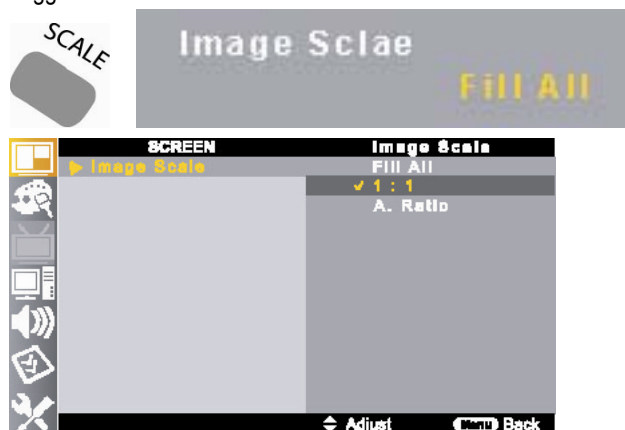 SCALE
Image Sclae
Fill All
SCREEN
Image Scale
Image Scale
Fill All
1 : 1
A. Ratio
Adjust
Menu Back